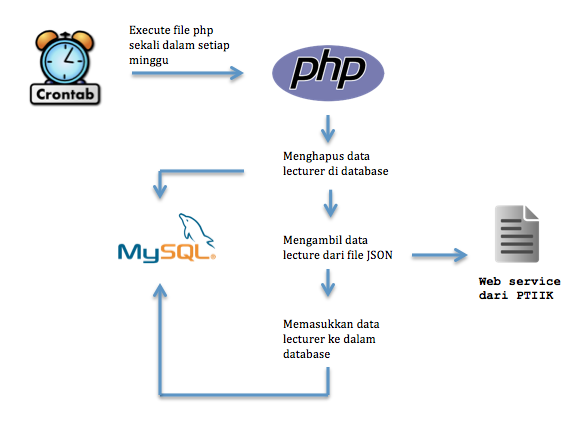 Execute file php
sekali dalam setiap
minggu
Crontab
php
Menghapus data
lecturer di database
MySQL®
Mengambil data
lecture dari file JSON
Web service
dari PTIIK
Memasukkan data
lecturer ke dalam
database